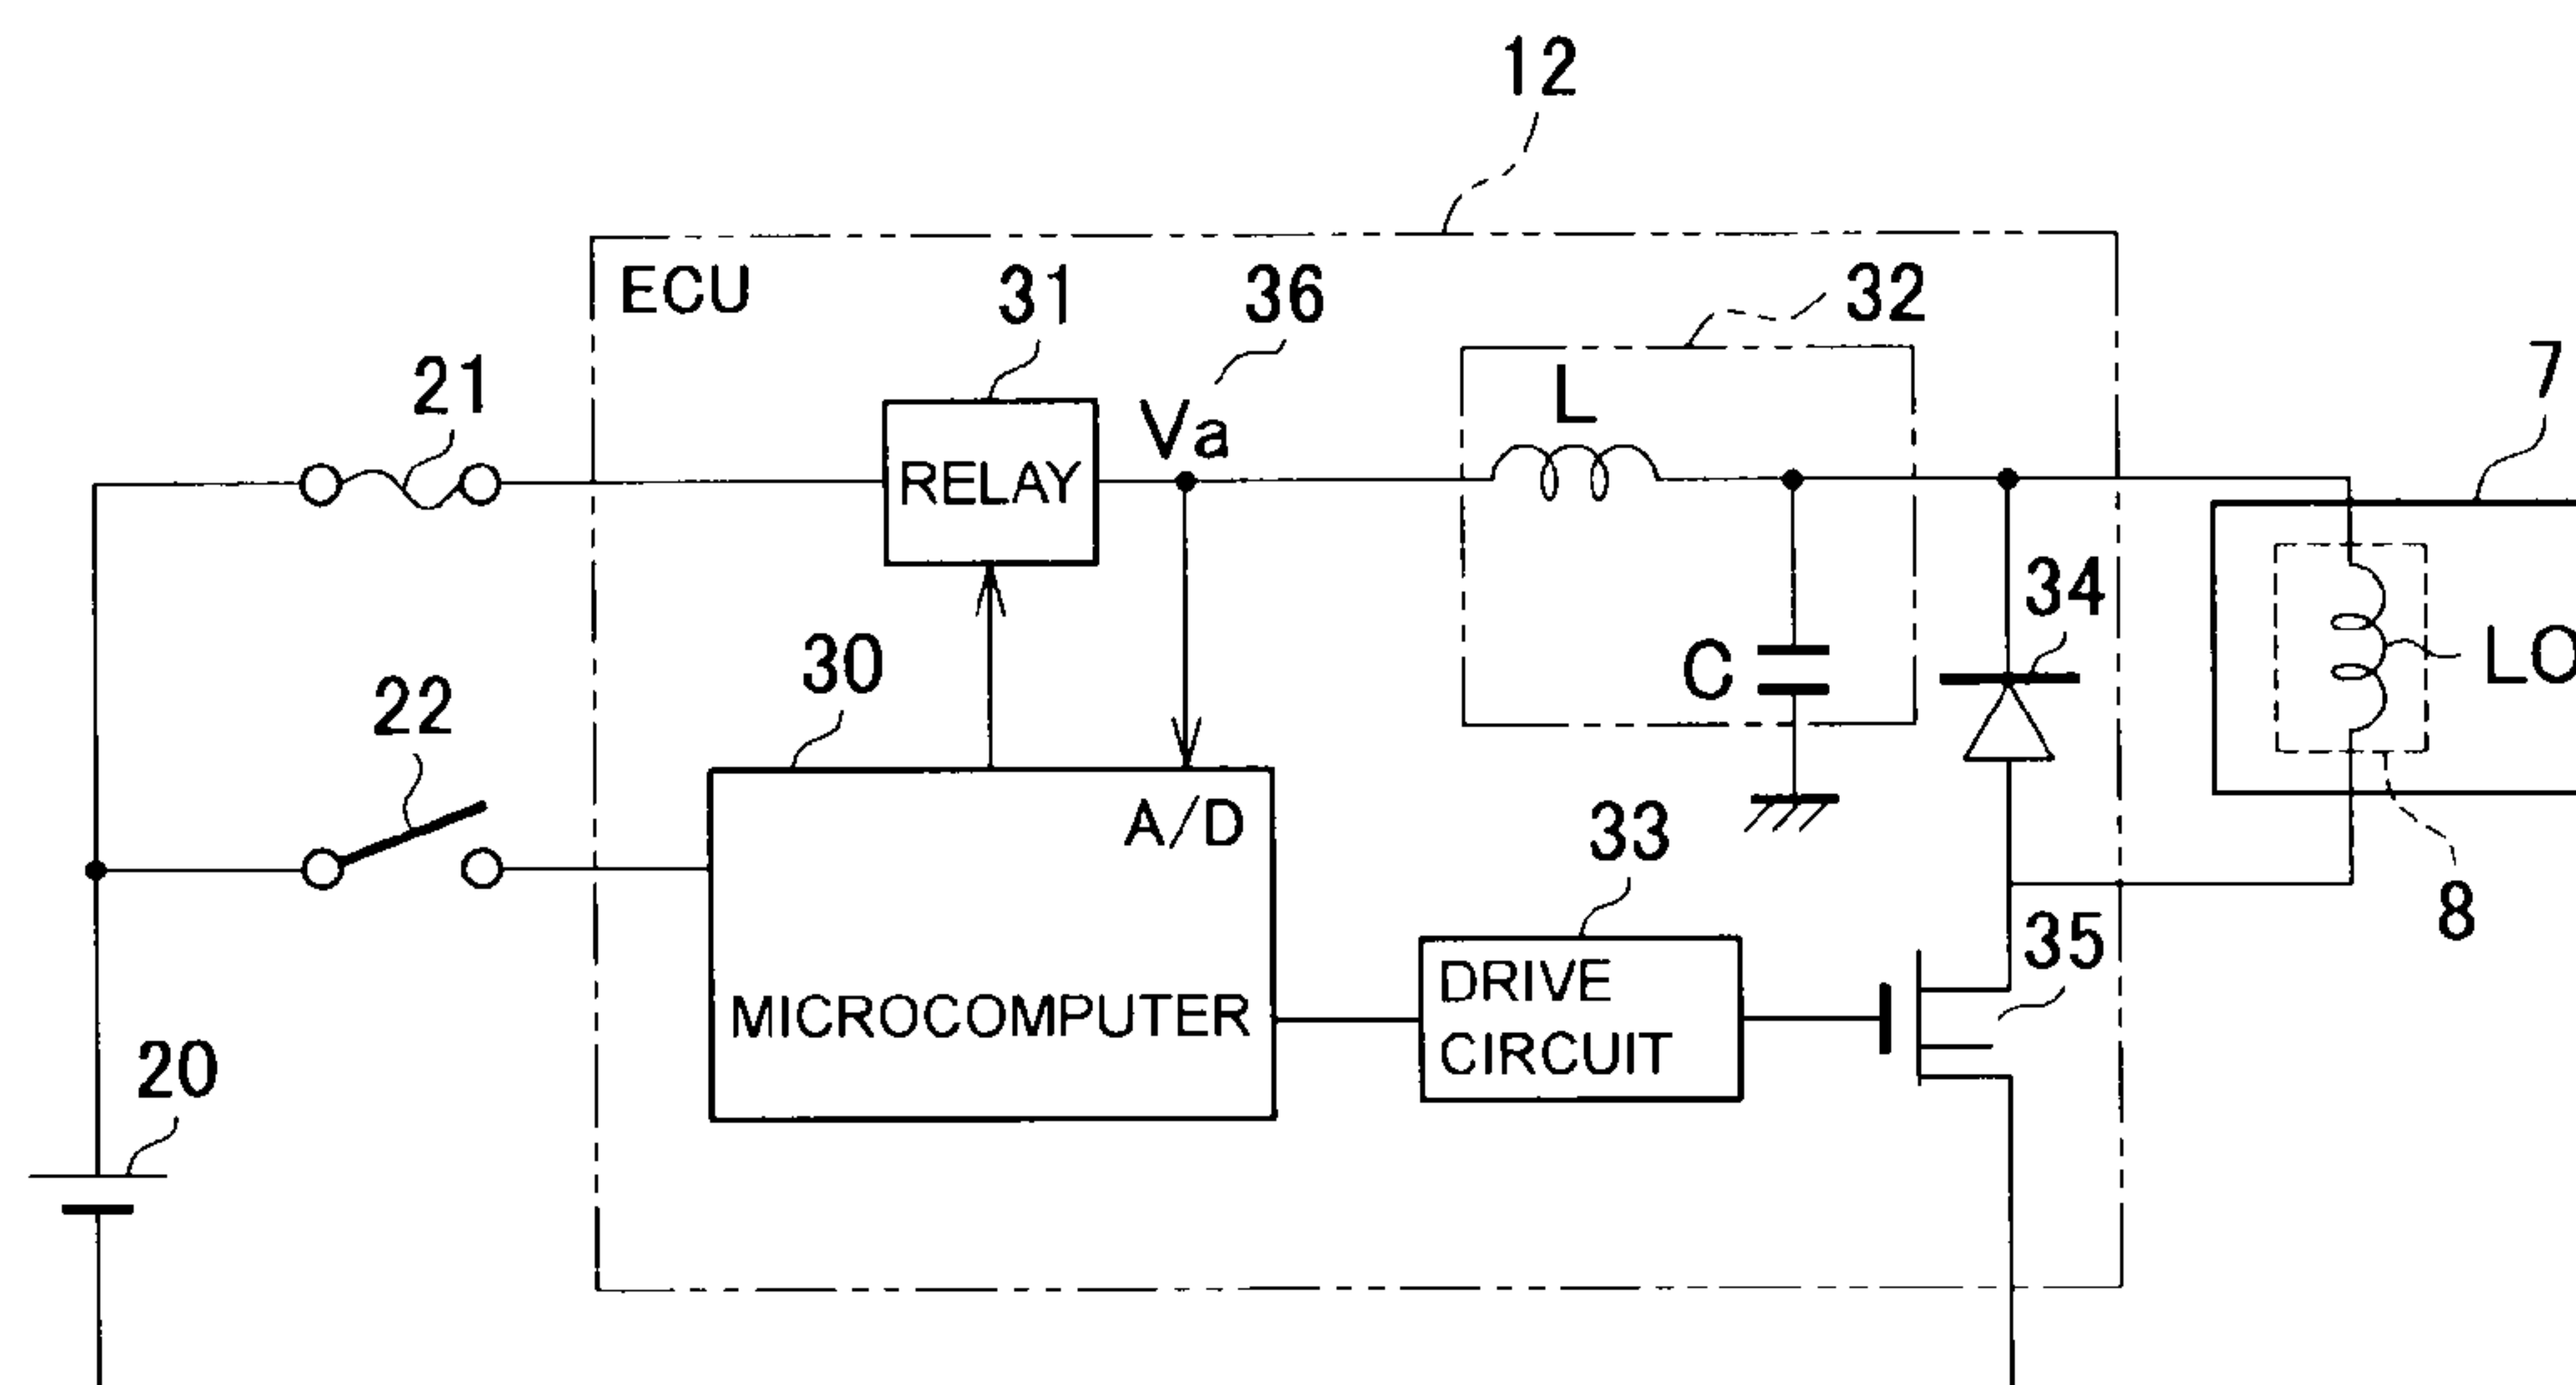 12
ECU
31
36
32
21
Va
L
7
RELAY
34
30
C
LO
22
A/D
33
8
35
DRIVE
CIRCUIT
MICROCOMPUTER
20